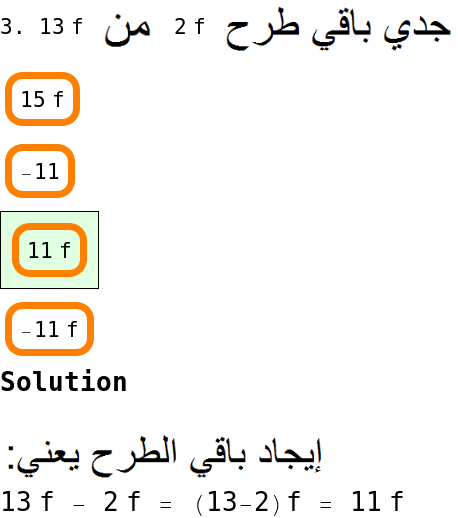 3. جدي باقي طرح 2 f من 13 f
15 f
-11
11 f
-11 f
Solution
إيجاد باقي الطرح يعني:
13 f - 2 f = (13-2) f = 11 f